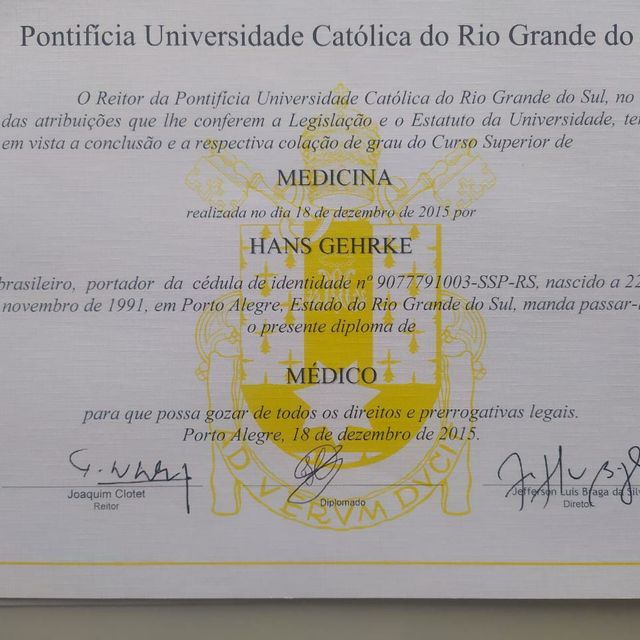 Pontifícia Universidade Católica do Rio Grande do
O Reitor da Pontifícia Universidade Católica do Rio Grande do Sul, no
das atribuições que lhe conferem a Legislação e o Estatuto da Universidade, te
em vista a conclusão e a respectiva colação de grau do Curso Superior de
MEDICINA
realizada no dia 18 de dezembro de 2015 por
HANS GEHRKE
brasileiro, portador da cédula de identidade nº 9077791003-SSP-RS, nascido a 22
novembro de 1991, em Porto Alegre, Estado do Rio Grande do Sul, manda passar-
o presente diploma de
MÉDICO
para que possa gozar de todos os direitos e prerrogativas legais.
Porto Alegre, 18 de dezembro de 2015.
Joaquim Clotet
Reitor
Diplomado
Jefferson Luis Braga da Silv
Diretor
AD VERVM DVCIT